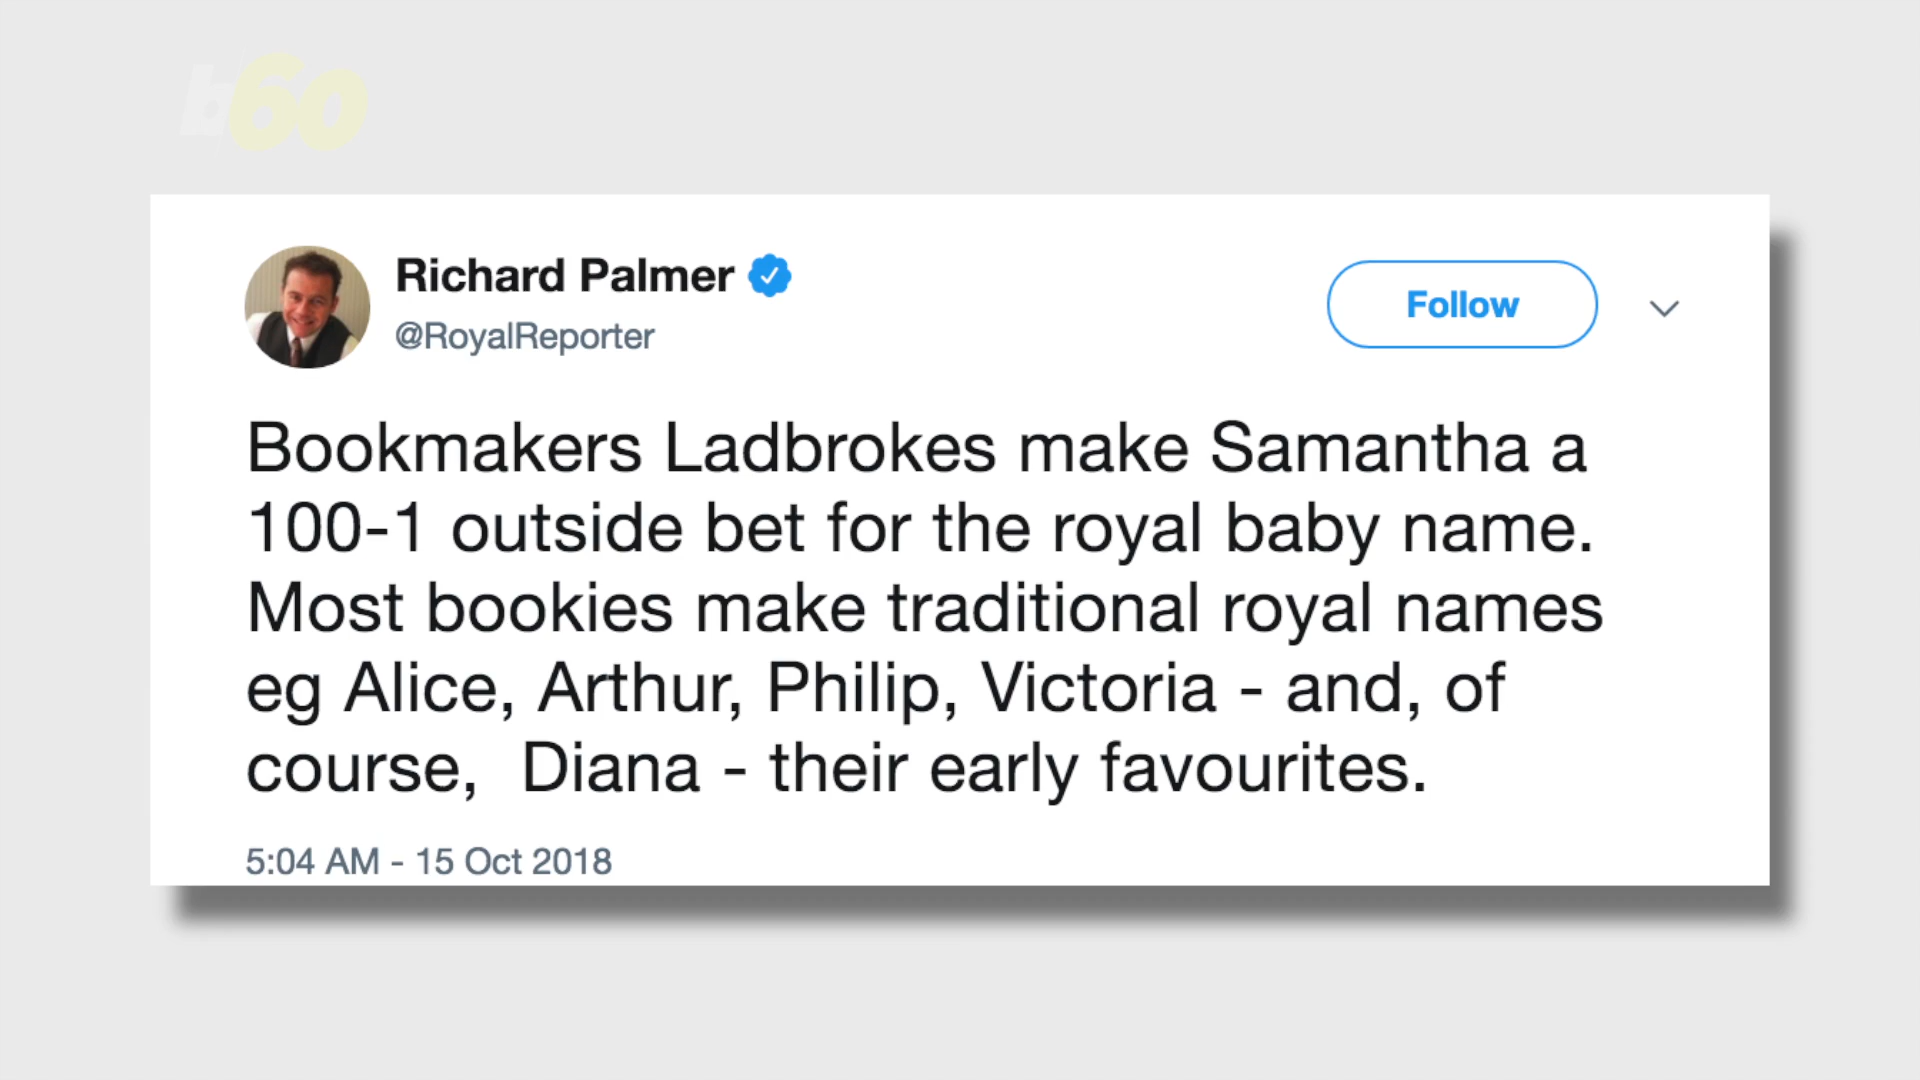 b60
Richard Palmer
@RoyalReporter
Follow
Bookmakers Ladbrokes make Samantha a
100-1 outside bet for the royal baby name.
Most bookies make traditional royal names
eg Alice, Arthur, Philip, Victoria - and, of
course,  Diana - their early favourites.
5:04 AM - 15 Oct 2018